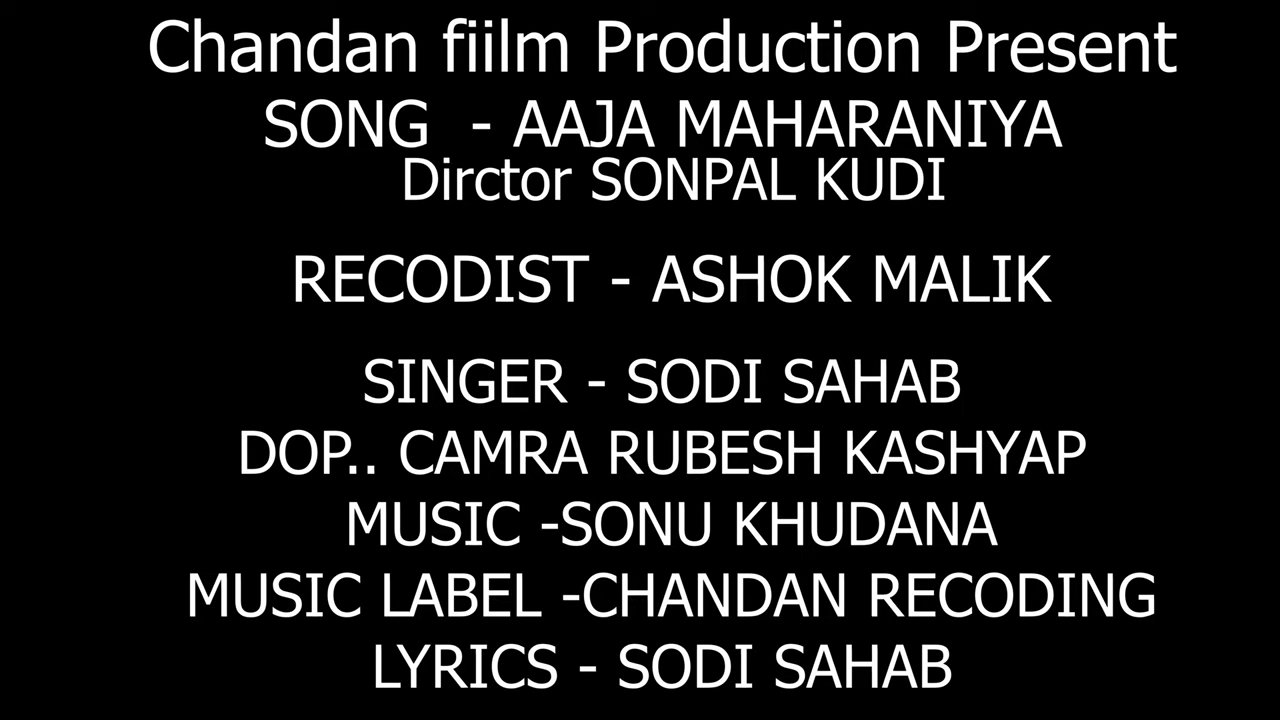 Chandan fiilm Production Present
SONG - AAJA MAHARANIYA
Dirctor SONPAL KUDI
RECODIST - ASHOK MALIK
SINGER - SODI SAHAB
DOP.. CAMRA RUBESH KASHYAP
MUSIC -SONU KHUDANA
MUSIC LABEL -CHANDAN RECODING
LYRICS - SODI SAHAB